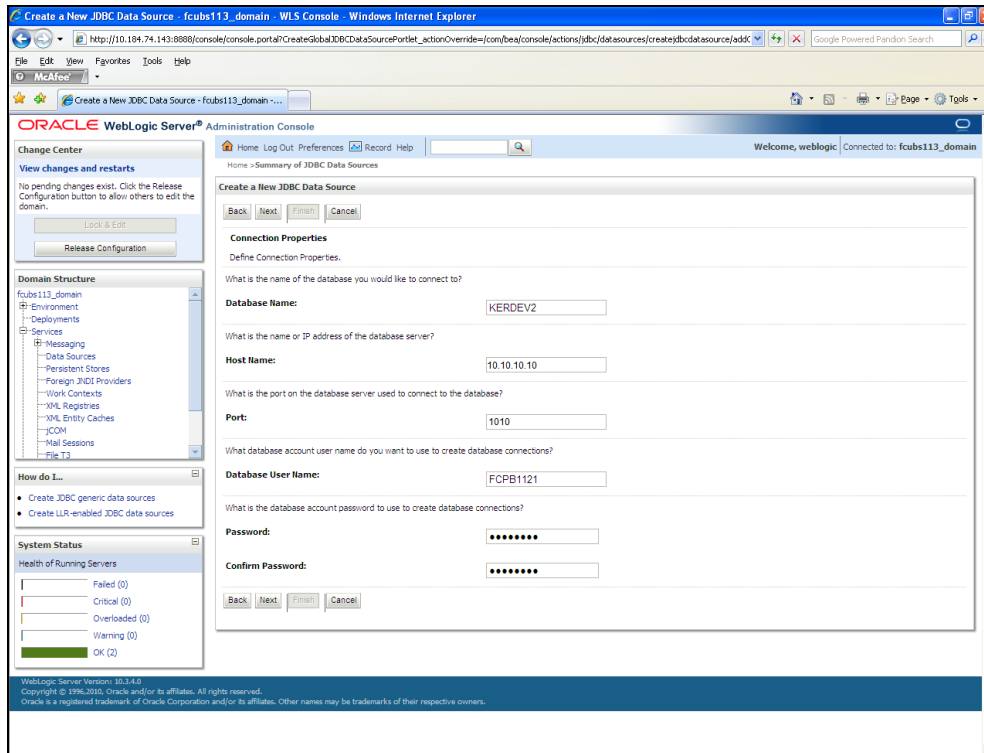 Create a New JDBC Data Source - fcubs113_domain - WLS Console - Windows Internet Explorer
http://10.184.74.143:8888/console/console.portal?CreateGlobalJDBCDataSourcePortlet_actionOverride=/com/bea/console/actions/jdbc/datasources/createjdbcdatasource/addC
Google Powered Pandion Search
File Edit View Favorites Tools Help
McAfee
Create a New JDBC Data Source - fcubs113_domain -...
Page Tools
ORACLE WebLogic Server® Administration Console
Change Center
View changes and restarts
No pending changes exist. Click the Release
Configuration button to allow others to edit the
domain.
Lock & Edit
Release Configuration
Domain Structure
fcubs113_domain
Environment
Deployments
Services
Messaging
Data Sources
Persistent Stores
Foreign JNDI Providers
Work Contexts
XML Registries
XML Entity Caches
jCOM
Mail Sessions
File T3
How do I...
Create JDBC generic data sources
Create LLR-enabled JDBC data sources
System Status
Health of Running Servers
Failed (0)
Critical (0)
Overloaded (0)
Warning (0)
OK (2)
Home Log Out Preferences Record Help
Welcome, weblogic Connected to: fcubs113_domain
Home >Summary of JDBC Data Sources
Create a New JDBC Data Source
Back Next Finish Cancel
Connection Properties
Define Connection Properties.
What is the name of the database you would like to connect to?
Database Name: KERDEV2
What is the name or IP address of the database server?
Host Name: 10.10.10.10
What is the port on the database server used to connect to the database?
Port: 1010
What database account user name do you want to use to create database connections?
Database User Name: FCPB1121
What is the database account password to use to create database connections?
Password: ●●●●●●●●
Confirm Password: ●●●●●●●●
Back Next Finish Cancel
WebLogic Server Version: 10.3.4.0
Copyright © 1996,2010, Oracle and/or its affiliates. All rights reserved.
Oracle is a registered trademark of Oracle Corporation and/or its affiliates. Other names may be trademarks of their respective owners.